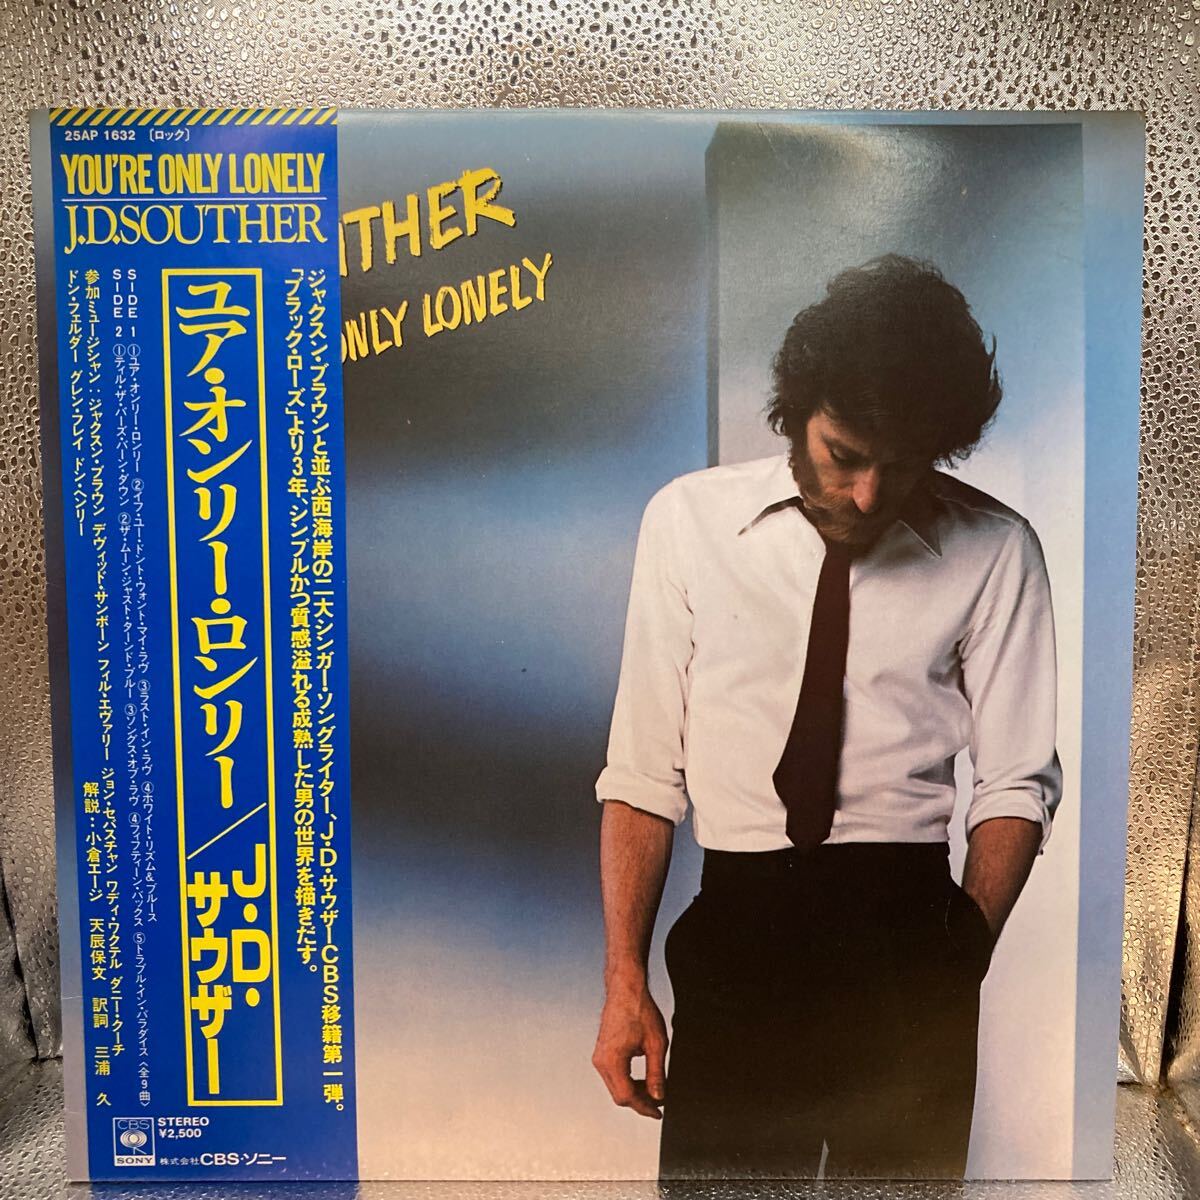 25AP 1632 〔ロック〕
YOU'RE ONLY LONELY
J.D.SOUTHER
THER
ONLY LONELY
ジャクスン・ブラウンと並ぶ西海岸の二大シンガー・ソングライター、J・D・サウザーCBS移籍第一弾。
「ブラック・ローズ」より3年、シンプルかつ質感溢れる成熟した男の世界を描きだす。
ユア・オンリー・ロンリー/J・D・サウザー
SIDE 1 ①ユア・オンリー・ロンリー ②イフ・ユー・ドント・ウォント・マイ・ラヴ ③ラスト・イン・ラヴ ④ホワイト・リズム&ブルース
SIDE 2 ①ティル・ザ・バーズ・バーン・ダウン ②ザ・ムーン・ジャスト・ターンド・ブルー ③ソングス・オブ・ラヴ ④フィフティーン・バックス ⑤トラブル・イン・パラダイス〈全9曲〉
参加ミュージシャン:ジャクスン・ブラウン デヴィッド・サンボーン フィル・エヴァリー ジョン・セバスチャン ワディ・ワクテル ダニー・クーチ
ドン・フェルダー グレン・フレイ ドン・ヘンリー
解説:小倉エージ 天辰保文 訳詞 三浦 久
CBS
SONY
STEREO
¥2,500
株式会社CBS・ソニー